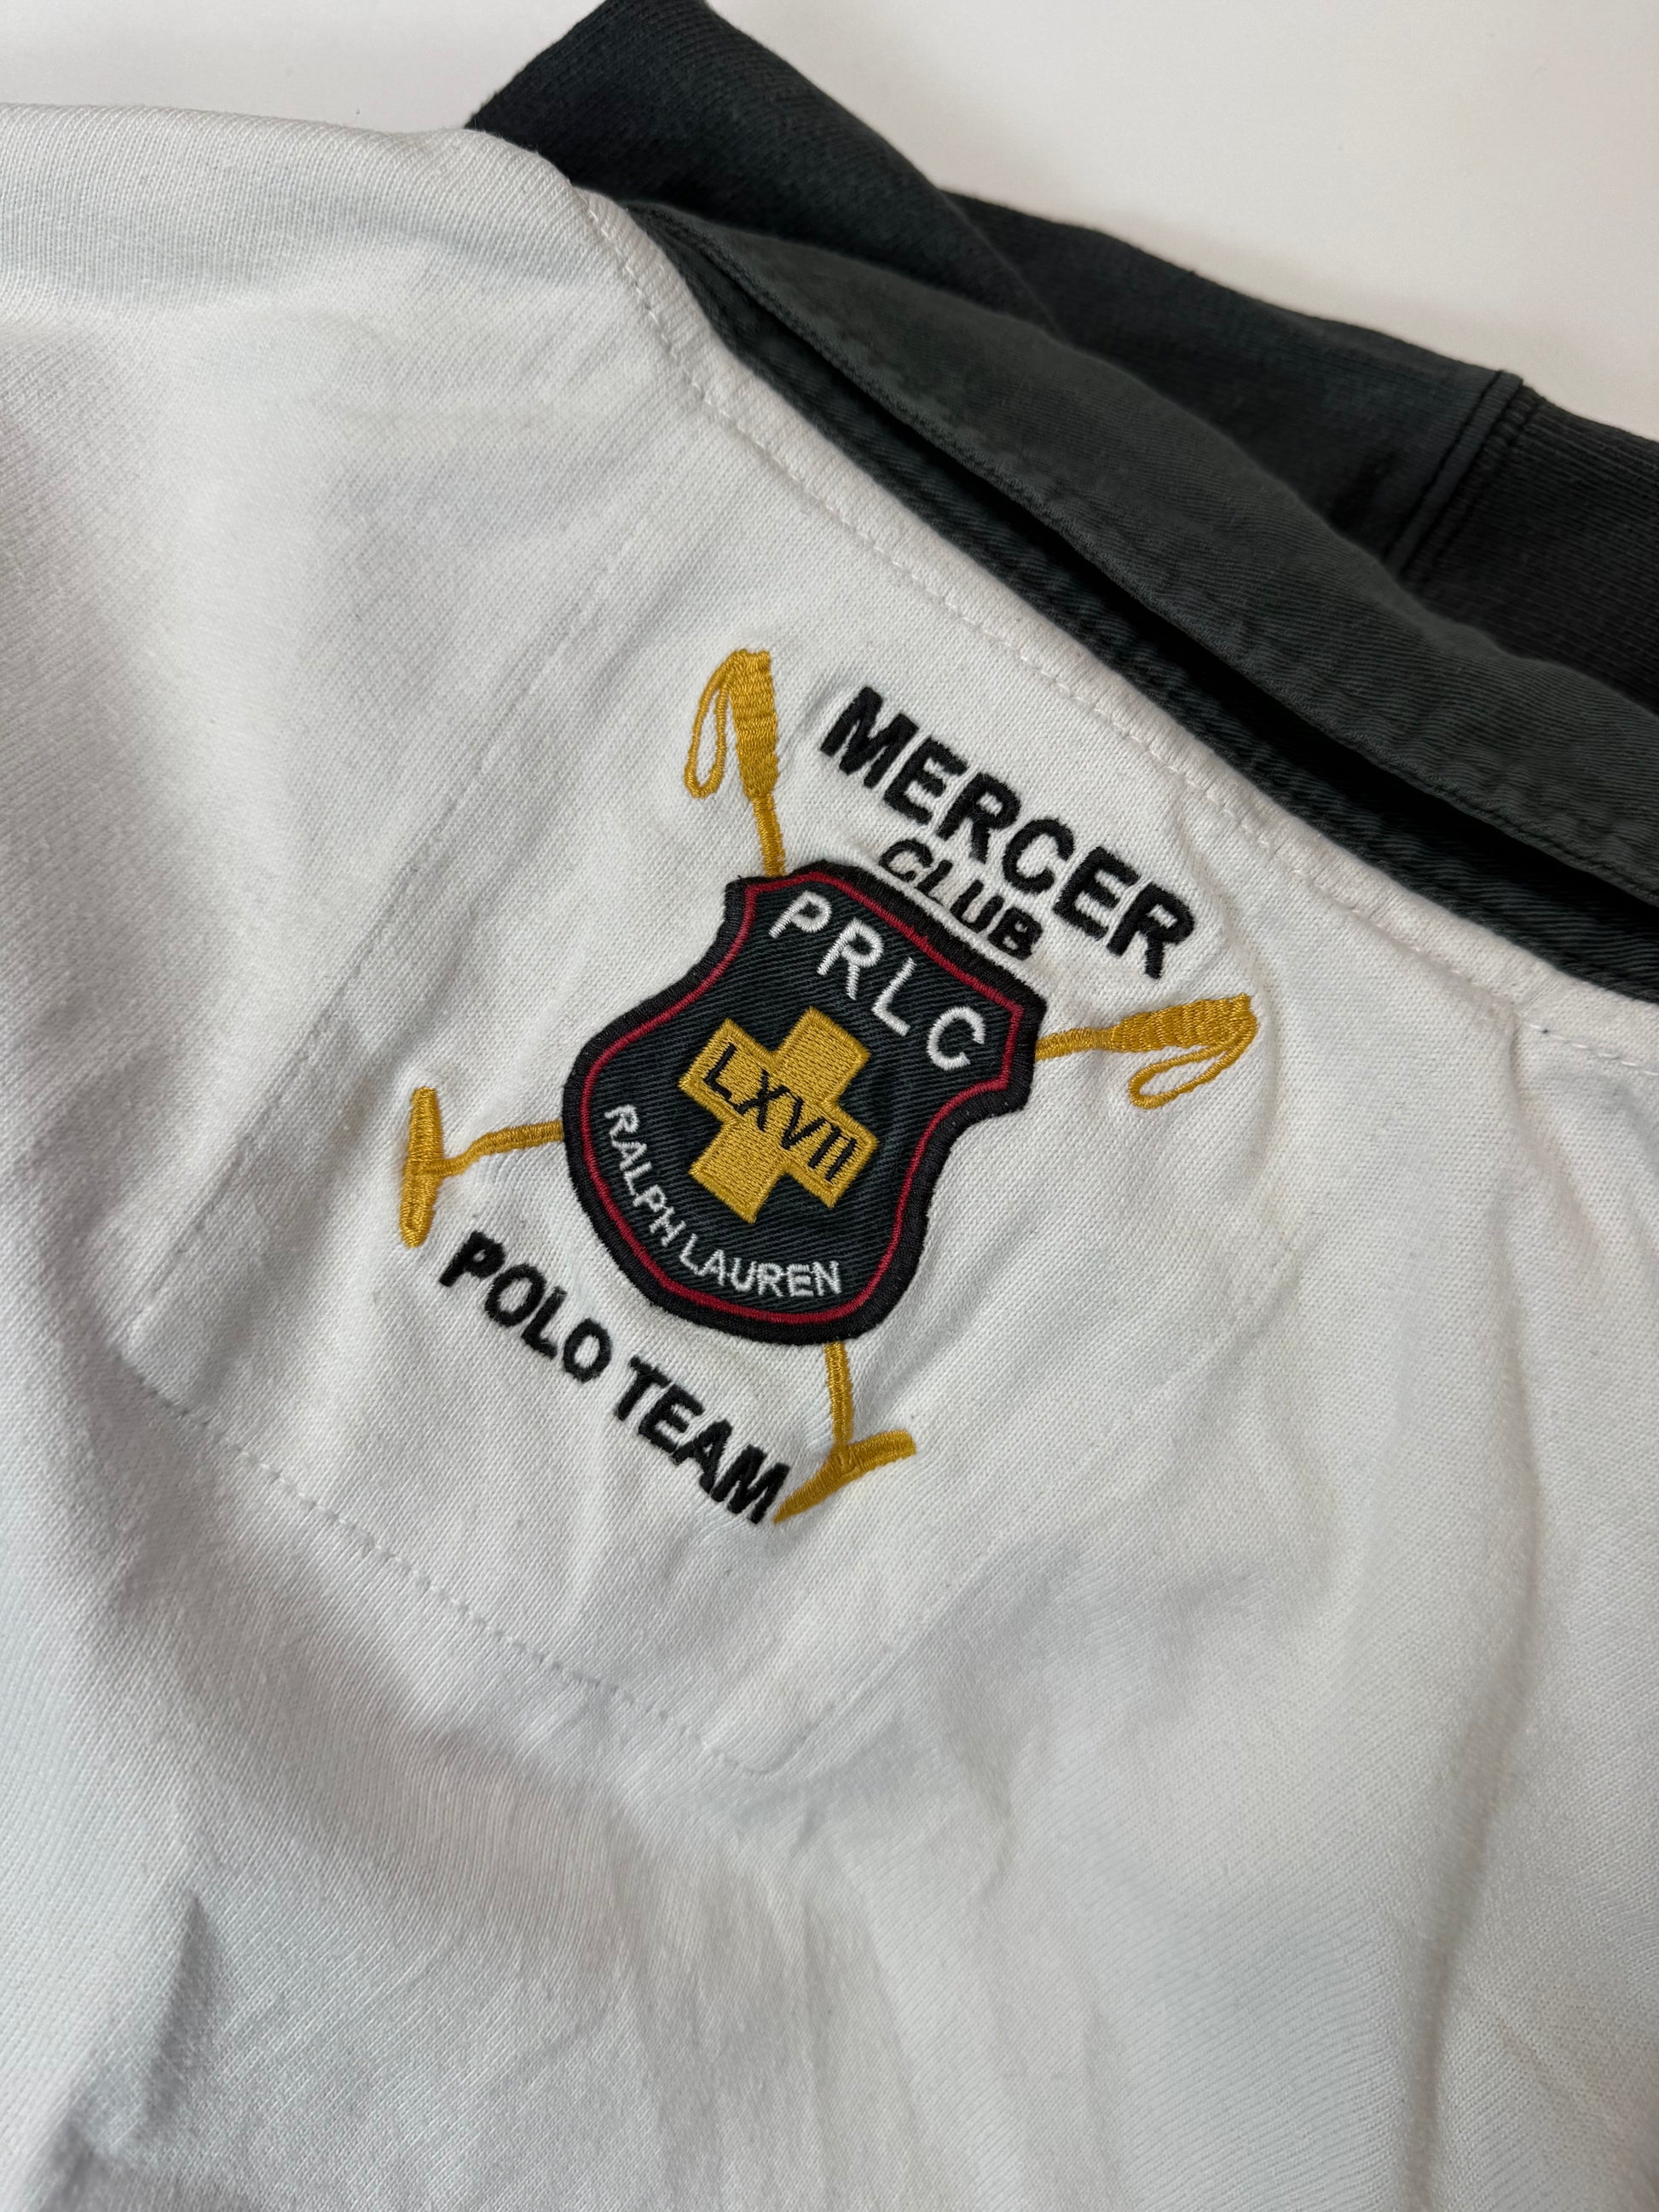 MERCER
CLUB
PRLC
LXVII
RALPH LAUREN
POLO TEAM